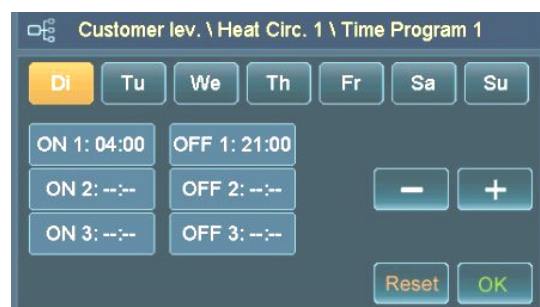 Customer lev. \ Heat Circ. 1 \ Time Program 1
Di Tu We Th Fr Sa Su
ON 1: 04:00 OFF 1: 21:00
ON 2: --:-- OFF 2: --:--
− +
ON 3: --:-- OFF 3: --:--
Reset OK